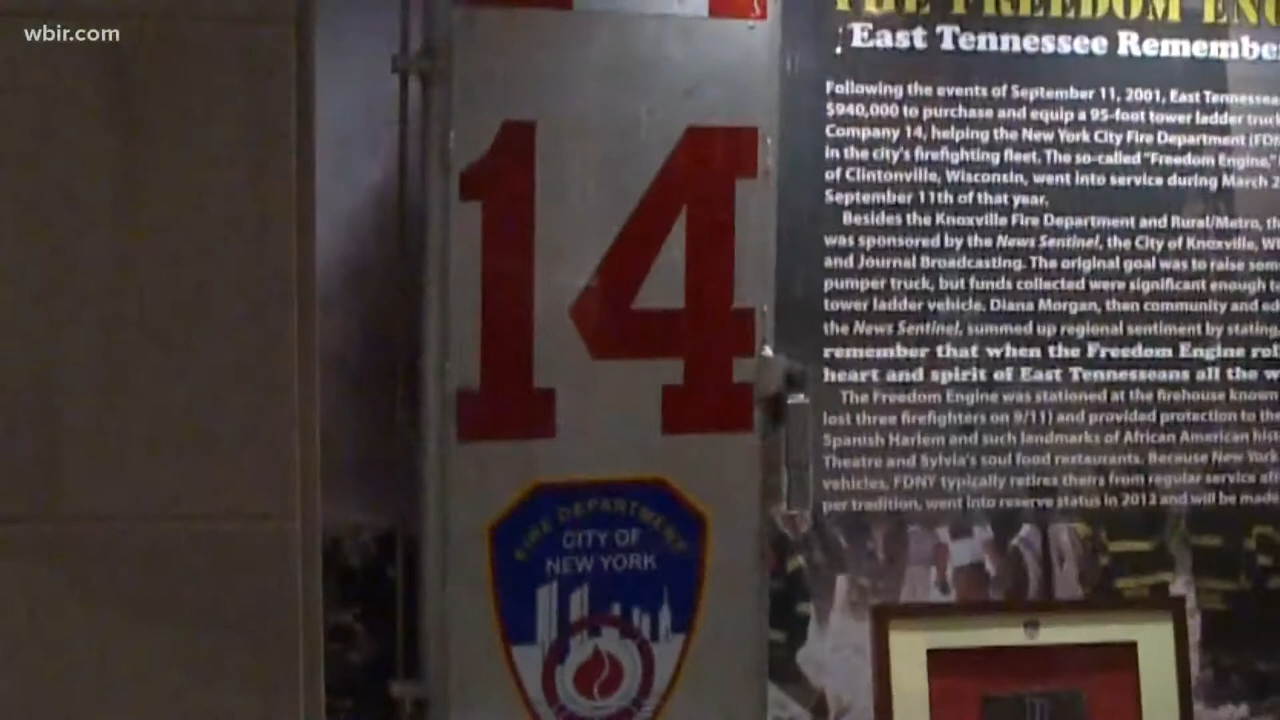 wbir.com
THE FREEDOM ENG
East Tennessee Remembe
Following the events of September 11, 2001, East Tennessea
$940,000 to purchase and equip a 95-foot tower ladder truck
Company 14, helping the New York City Fire Department (FDN
in the city's firefighting fleet. The so-called "Freedom Engine,"
of Clintonville, Wisconsin, went into service during March 2
September 11th of that year.
Besides the Knoxville Fire Department and Rural/Metro, th
was sponsored by the News Sentinel, the City of Knoxville, W
and Journal Broadcasting. The original goal was to raise som
pumper truck, but funds collected were significant enough t
tower ladder vehicle. Diana Morgan, then community and ed
the News Sentinel, summed up regional sentiment by stating,
remember that when the Freedom Engine rol
heart and spirit of East Tennesseans all the w
The Freedom Engine was stationed at the firehouse known
lost three firefighters on 9/11) and provided protection to the
Spanish Harlem and such landmarks of African American his
Theatre and Sylvia's soul food restaurants. Because New York
vehicles, FDNY typically retires theirs from regular service aft
per tradition, went into reserve status in 2012 and will be made
14
FIRE DEPARTMENT
CITY OF
NEW YORK